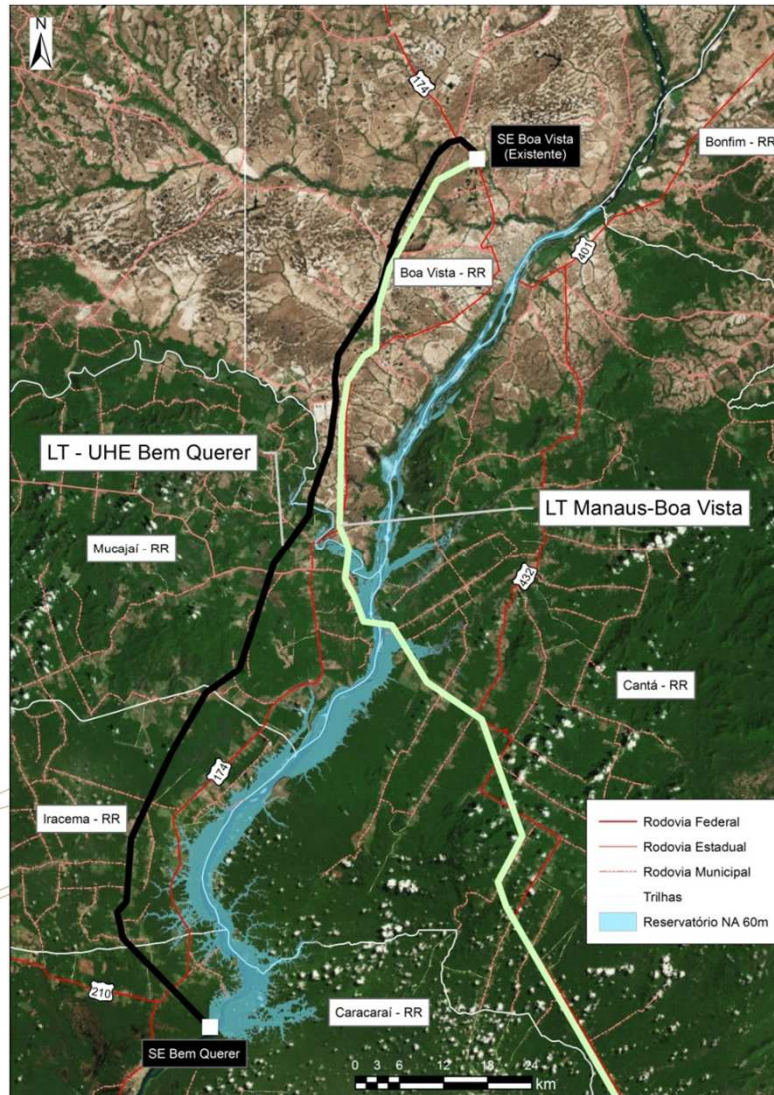 N
174
SE Boa Vista
(Existente)
Bonfim - RR
401
Boa Vista - RR
LT - UHE Bem Querer
LT Manaus-Boa Vista
Mucajaí - RR
432
Cantá - RR
174
Iracema - RR
Rodovia Federal
Rodovia Estadual
Rodovia Municipal
Trilhas
Reservatório NA 60m
210
Caracaraí - RR
SE Bem Querer
0 3 6 12 18 24
km